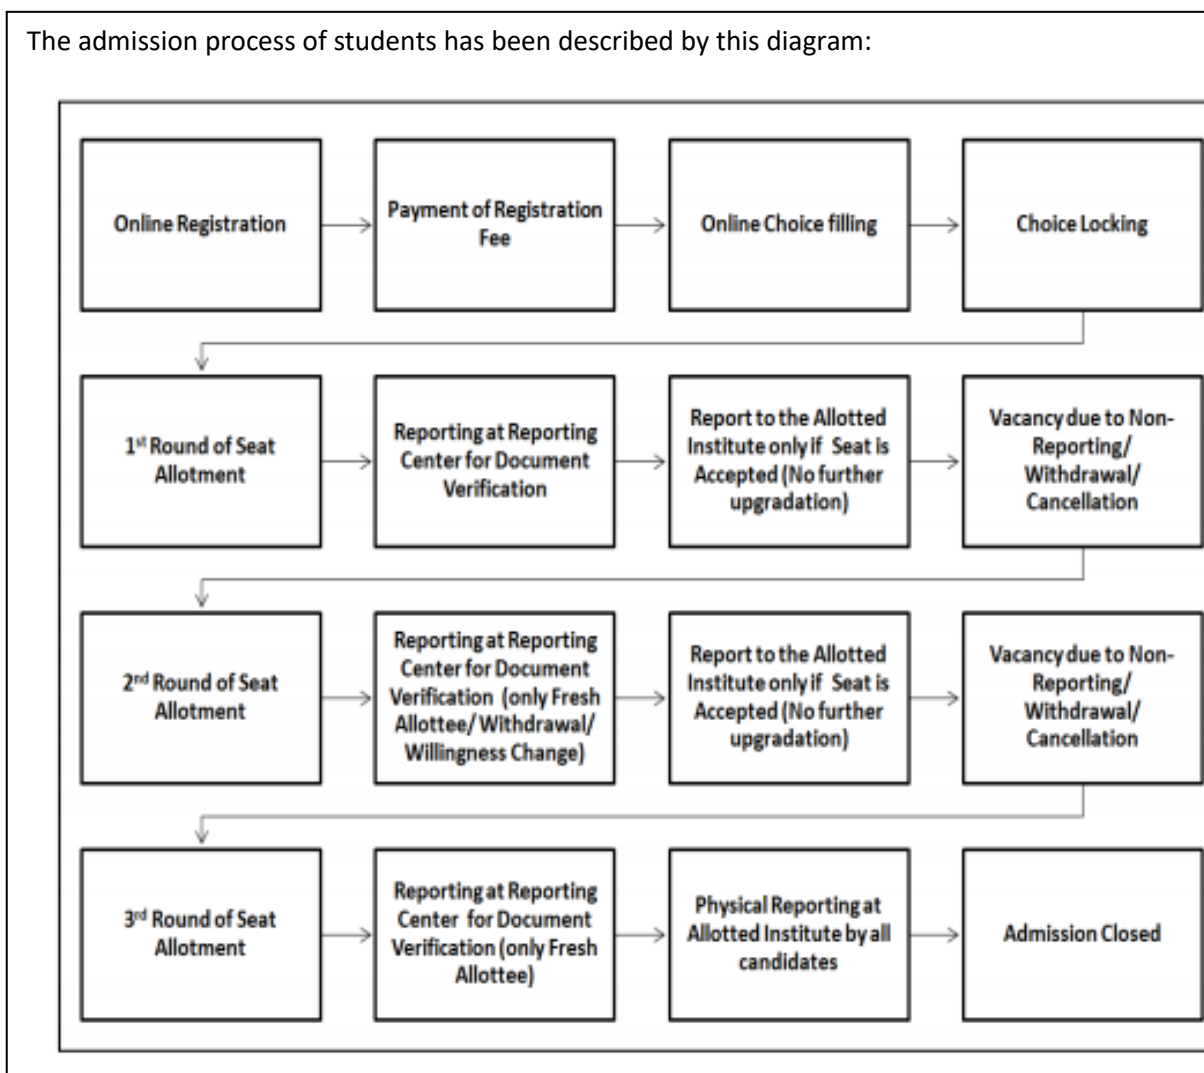 The admission process of students has been described by this diagram:
Online Registration
Payment of Registration
Fee
Online Choice filling
Choice Locking
1st Round of Seat
Allotment
Reporting at Reporting
Center for Document
Verification
Report to the Allotted
Institute only if Seat is
Accepted (No further
upgradation)
Vacancy due to Non-
Reporting/
Withdrawal/
Cancellation
2nd Round of Seat
Allotment
Reporting at Reporting
Center for Document
Verification (only Fresh
Allottee/ Withdrawal/
Willingness Change)
Report to the Allotted
Institute only if Seat is
Accepted (No further
upgradation)
Vacancy due to Non-
Reporting/
Withdrawal/
Cancellation
3rd Round of Seat
Allotment
Reporting at Reporting
Center for Document
Verification (only Fresh
Allottee)
Physical Reporting at
Allotted Institute by all
candidates
Admission Closed